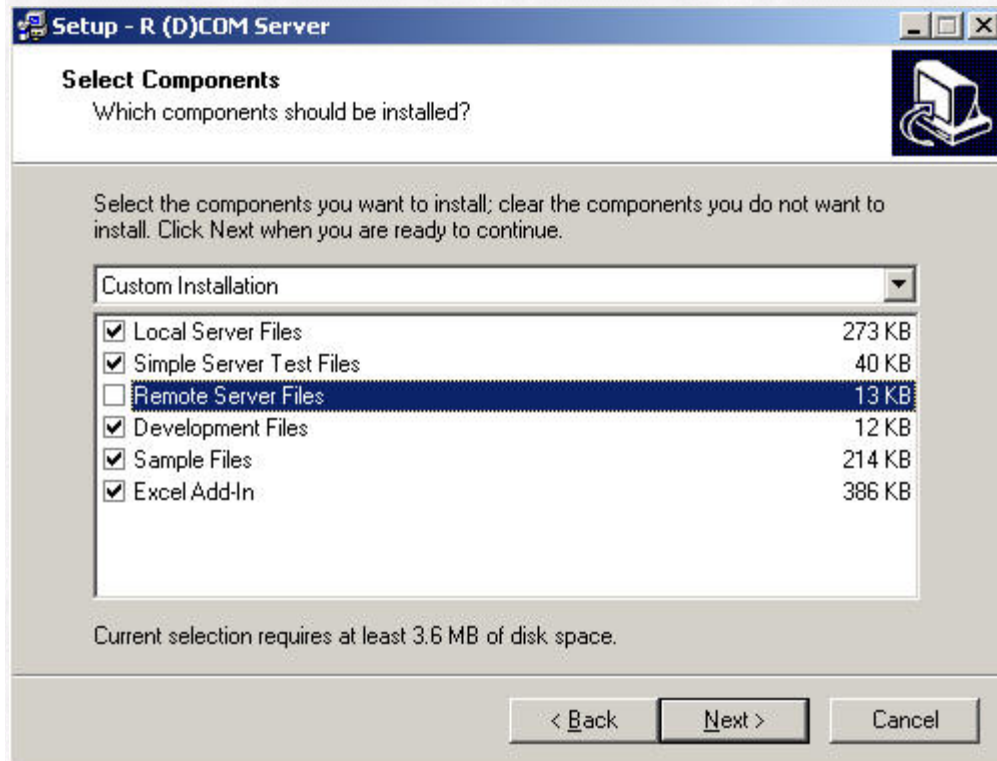 Setup - R (D)COM Server
Select Components
Which components should be installed?
Select the components you want to install; clear the components you do not want to
install. Click Next when you are ready to continue.
Custom Installation
Local Server Files 273 KB
Simple Server Test Files 40 KB
Remote Server Files 13 KB
Development Files 12 KB
Sample Files 214 KB
Excel Add-In 386 KB
Current selection requires at least 3.6 MB of disk space.
< Back Next > Cancel